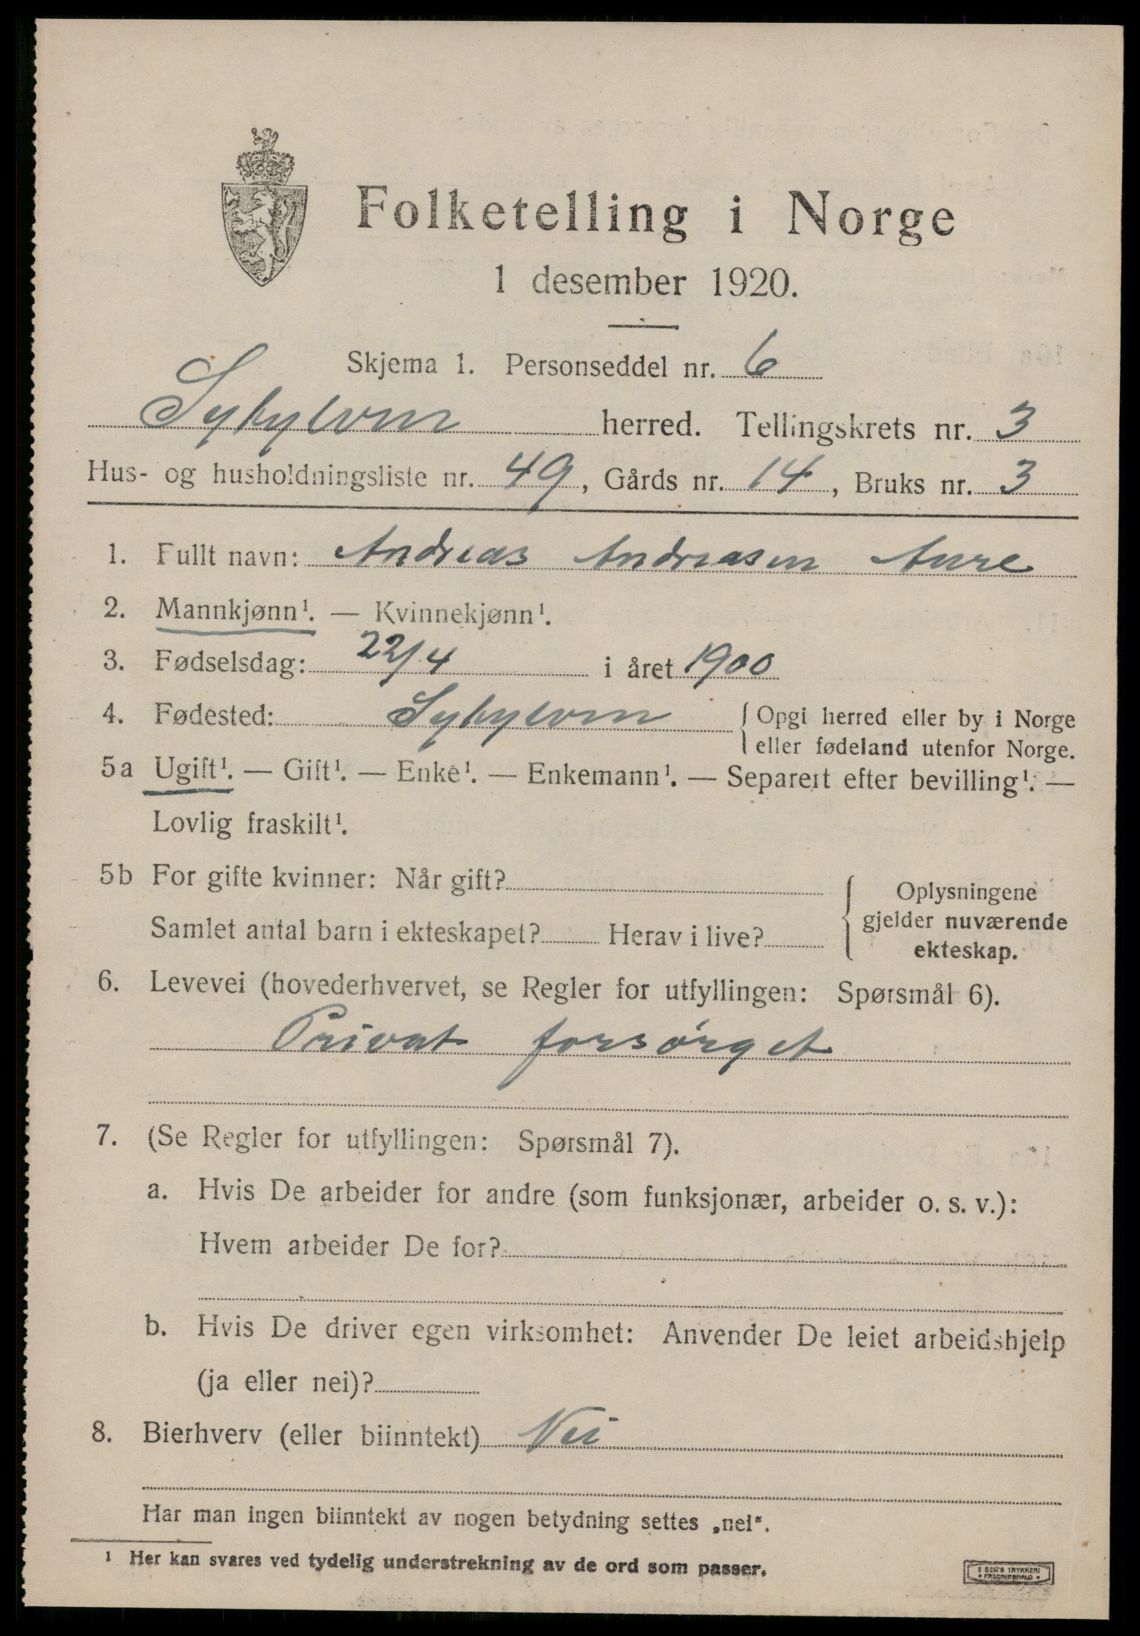 Folketelling i Norge
1 desember 1920.
Skjema 1. Personseddel nr. 6
Sykylven herred. Tellingskrets nr. 3
Hus- og husholdningsliste nr. 49, Gårds nr. 14, Bruks nr. 3
1. Fullt navn: Andreas Andreasen Aure
2. Mannkjønn¹. — Kvinnekjønn¹.
3. Fødselsdag: 22/4 i året 1900
4. Fødested: Sykylven { Opgi herred eller by i Norge
eller fødeland utenfor Norge.
5a Ugift¹. — Gift¹. — Enke¹. — Enkemann¹. — Separert efter bevilling¹. —
Lovlig fraskilt¹.
5b For gifte kvinner: Når gift?
Samlet antal barn i ekteskapet? Herav i live?
{ Oplysningene
gjelder nuværende
ekteskap.
6. Levevei (hovederhvervet, se Regler for utfyllingen: Spørsmål 6).
Privat forsørget
7. (Se Regler for utfyllingen: Spørsmål 7).
a. Hvis De arbeider for andre (som funksjonær, arbeider o. s. v.):
Hvem arbeider De for?
b. Hvis De driver egen virksomhet: Anvender De leiet arbeidshjelp
(ja eller nei)?
8. Bierhverv (eller biinntekt) Nei
Har man ingen biinntekt av nogen betydning settes „nei".
¹ Her kan svares ved tydelig understrekning av de ord som passer.
TRYKKERI
FREDRIKSHALD